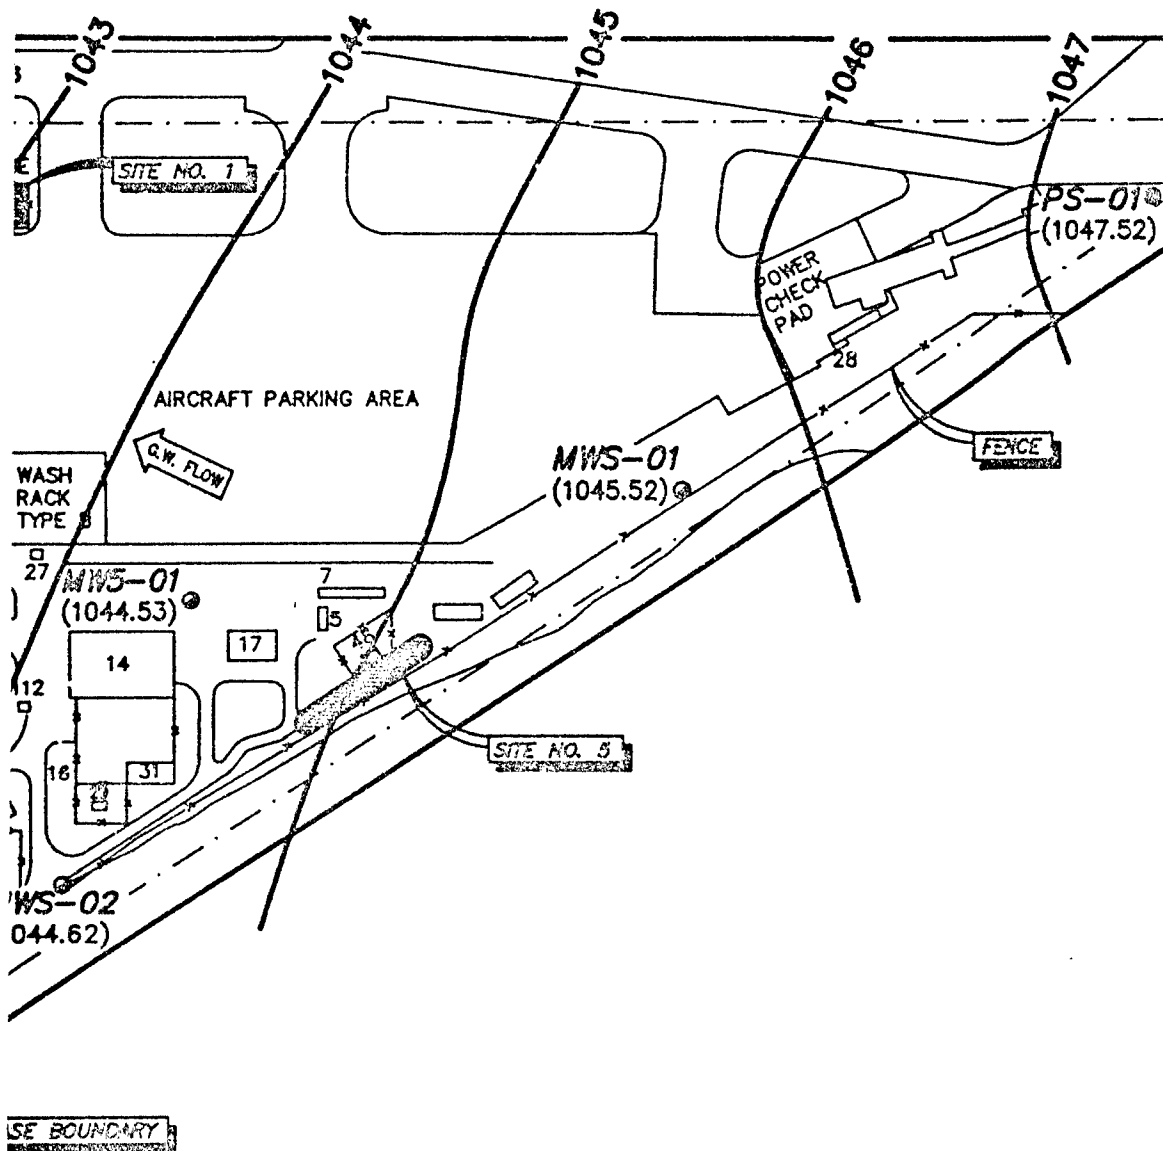 1043
1044
1045
1046
1047
SITE NO. 1
PS-01
(1047.52)
POWER
CHECK
PAD
28
AIRCRAFT PARKING AREA
G.W. FLOW
FENCE
MWS-01
(1045.52)
WASH
RACK
TYPE B
27
MW5-01
(1044.53)
7
5
45
17
14
12
SITE NO. 5
16
31
WS-02
044.62)
SE BOUNDARY